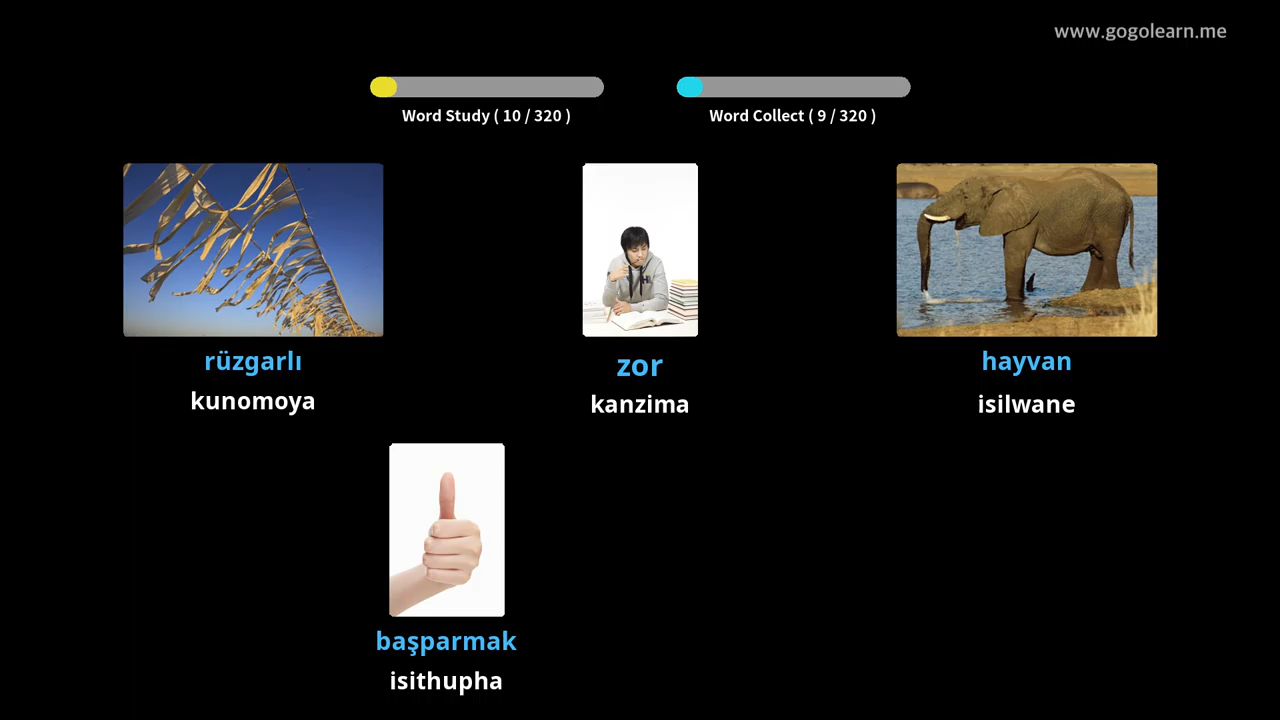 www.gogolearn.me
Word Study ( 10 / 320 )
Word Collect ( 9 / 320 )
rüzgarlı
kunomoya
zor
kanzima
hayvan
isilwane
başparmak
isithupha